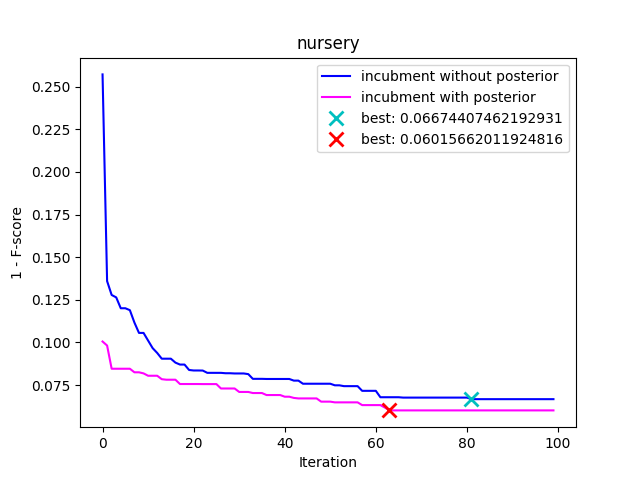 nursery
incubment without posterior
incubment with posterior
best: 0.06674407462192931
best: 0.06015662011924816
1 - F-score
0.250
0.225
0.200
0.175
0.150
0.125
0.100
0.075
0
20
40
60
80
100
Iteration